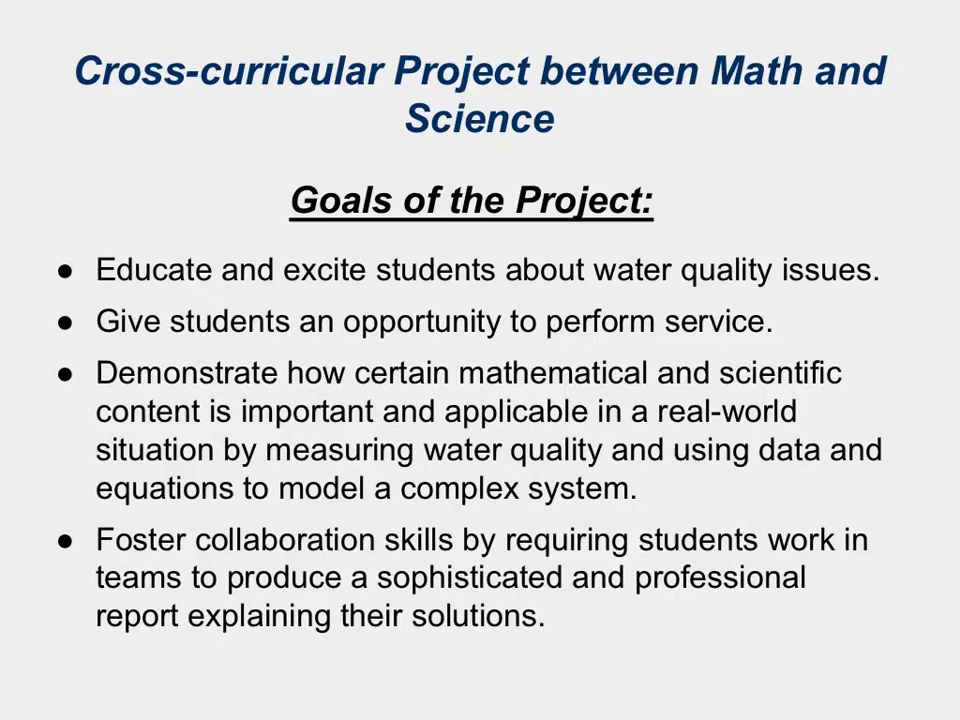 Cross-curricular Project between Math and
Science
Goals of the Project:
● Educate and excite students about water quality issues.
● Give students an opportunity to perform service.
● Demonstrate how certain mathematical and scientific
content is important and applicable in a real-world
situation by measuring water quality and using data and
equations to model a complex system.
● Foster collaboration skills by requiring students work in
teams to produce a sophisticated and professional
report explaining their solutions.